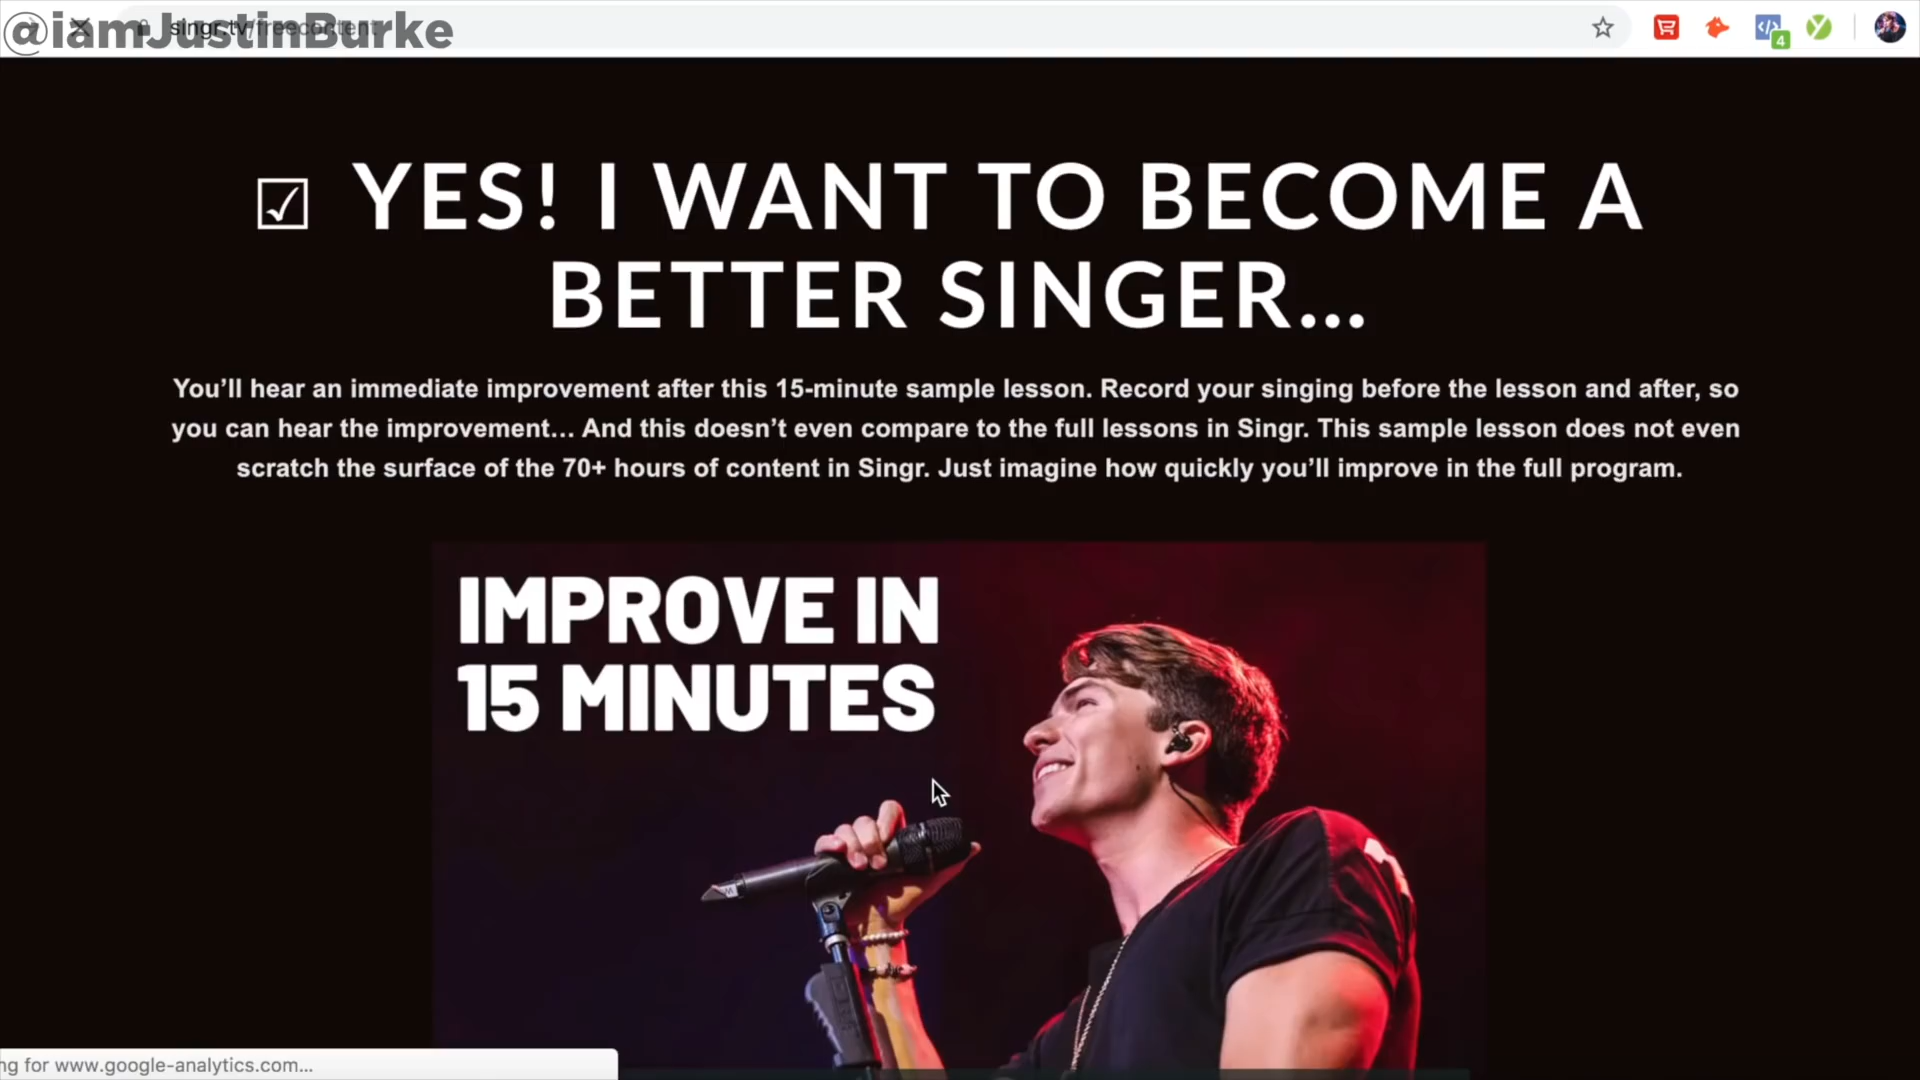 @iamJustinBurke
singr.tv/freecontent
4
☑ YES! I WANT TO BECOME A
BETTER SINGER...
You’ll hear an immediate improvement after this 15-minute sample lesson. Record your singing before the lesson and after, so
you can hear the improvement... And this doesn’t even compare to the full lessons in Singr. This sample lesson does not even
scratch the surface of the 70+ hours of content in Singr. Just imagine how quickly you’ll improve in the full program.
IMPROVE IN
15 MINUTES
ng for www.google-analytics.com...